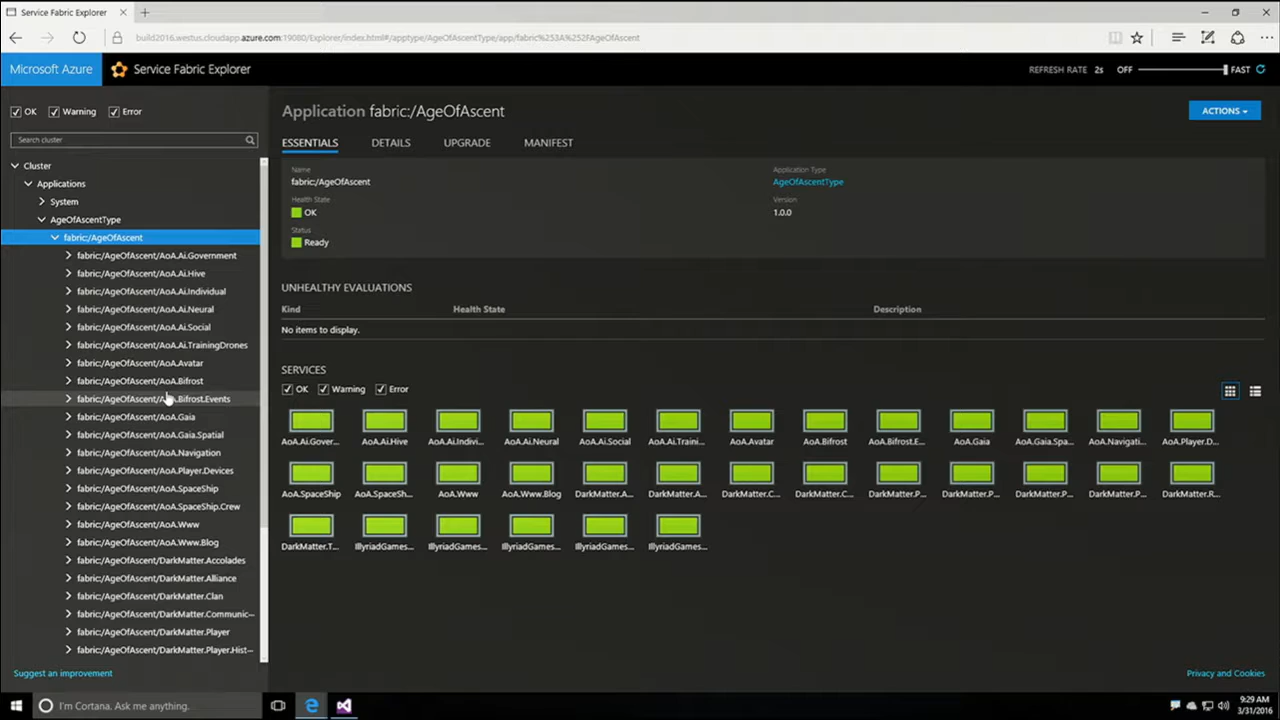 Service Fabric Explorer
build2016.westus.cloudapp.azure.com:19080/Explorer/index.html#/apptype/AgeOfAscentType/app/fabric%253A%252FAgeOfAscent
Microsoft Azure
Service Fabric Explorer
REFRESH RATE 2s OFF FAST
OK Warning Error
Search cluster
Cluster
Applications
System
AgeOfAscentType
fabric:/AgeOfAscent
fabric:/AgeOfAscent/AoA.Ai.Government
fabric:/AgeOfAscent/AoA.Ai.Hive
fabric:/AgeOfAscent/AoA.Ai.Individual
fabric:/AgeOfAscent/AoA.Ai.Neural
fabric:/AgeOfAscent/AoA.Ai.Social
fabric:/AgeOfAscent/AoA.Ai.TrainingDrones
fabric:/AgeOfAscent/AoA.Avatar
fabric:/AgeOfAscent/AoA.Bifrost
fabric:/AgeOfAscent/AoA.Bifrost.Events
fabric:/AgeOfAscent/AoA.Gaia
fabric:/AgeOfAscent/AoA.Gaia.Spatial
fabric:/AgeOfAscent/AoA.Navigation
fabric:/AgeOfAscent/AoA.Player.Devices
fabric:/AgeOfAscent/AoA.SpaceShip
fabric:/AgeOfAscent/AoA.SpaceShip.Crew
fabric:/AgeOfAscent/AoA.Www
fabric:/AgeOfAscent/AoA.Www.Blog
fabric:/AgeOfAscent/DarkMatter.Accolades
fabric:/AgeOfAscent/DarkMatter.Alliance
fabric:/AgeOfAscent/DarkMatter.Clan
fabric:/AgeOfAscent/DarkMatter.Communic...
fabric:/AgeOfAscent/DarkMatter.Player
fabric:/AgeOfAscent/DarkMatter.Player.Hist...
Suggest an improvement
Application fabric:/AgeOfAscent
ACTIONS
ESSENTIALS DETAILS UPGRADE MANIFEST
Name
fabric:/AgeOfAscent
Application Type
AgeOfAscentType
Health State
OK
Version
1.0.0
Status
Ready
UNHEALTHY EVALUATIONS
Kind Health State Description
No items to display.
SERVICES
OK Warning Error
AoA.Ai.Gover... AoA.Ai.Hive AoA.Ai.Indivi... AoA.Ai.Neural AoA.Ai.Social AoA.Ai.Traini... AoA.Avatar AoA.Bifrost AoA.Bifrost.E... AoA.Gaia AoA.Gaia.Spa... AoA.Navigati... AoA.Player.D...
AoA.SpaceShip AoA.SpaceSh... AoA.Www AoA.Www.Blog DarkMatter.A... DarkMatter.A... DarkMatter.C... DarkMatter.C... DarkMatter.P... DarkMatter.P... DarkMatter.P... DarkMatter.P... DarkMatter.R...
DarkMatter.T... IllyriadGames... IllyriadGames... IllyriadGames... IllyriadGames... IllyriadGames...
Privacy and Cookies
I'm Cortana. Ask me anything.
9:29 AM
3/31/2016